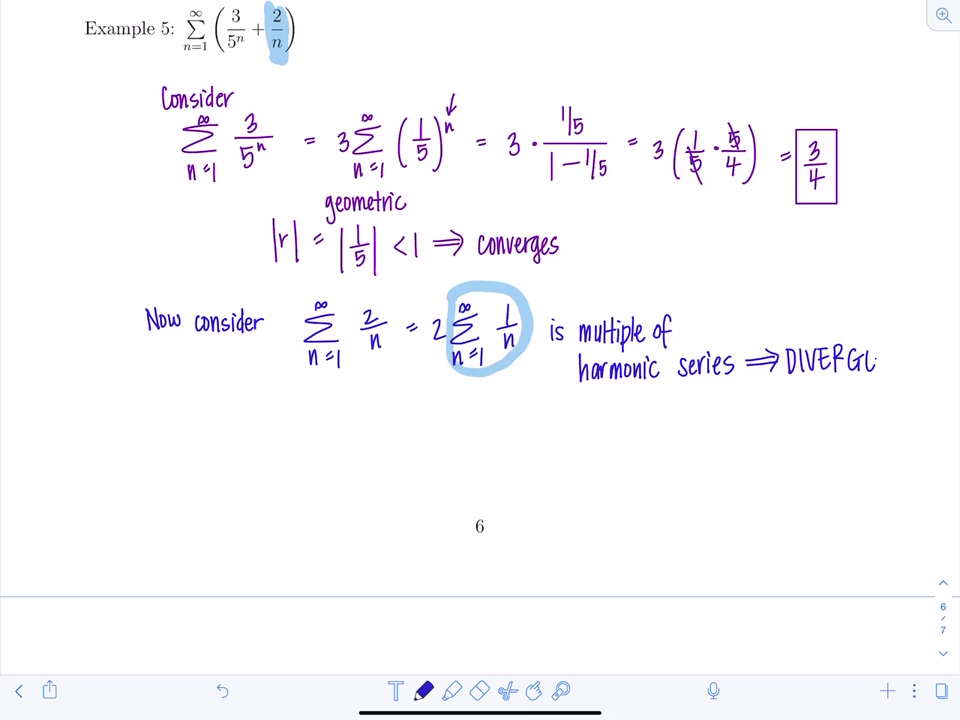 Example 5: ∑_{n=1}^{∞} (3/5^n + 2/n)
Consider
∑_{n=1}^{∞} 3/5^n = 3∑_{n=1}^{∞} (1/5)^n = 3 · (1/5)/(1 − 1/5) = 3(1/5 · 5/4) = 3/4
geometric
|r| = |1/5| < 1 ⟹ converges
Now consider ∑_{n=1}^{∞} 2/n = 2∑_{n=1}^{∞} 1/n is multiple of
harmonic series ⟹ DIVERG
6
6
/
7
T